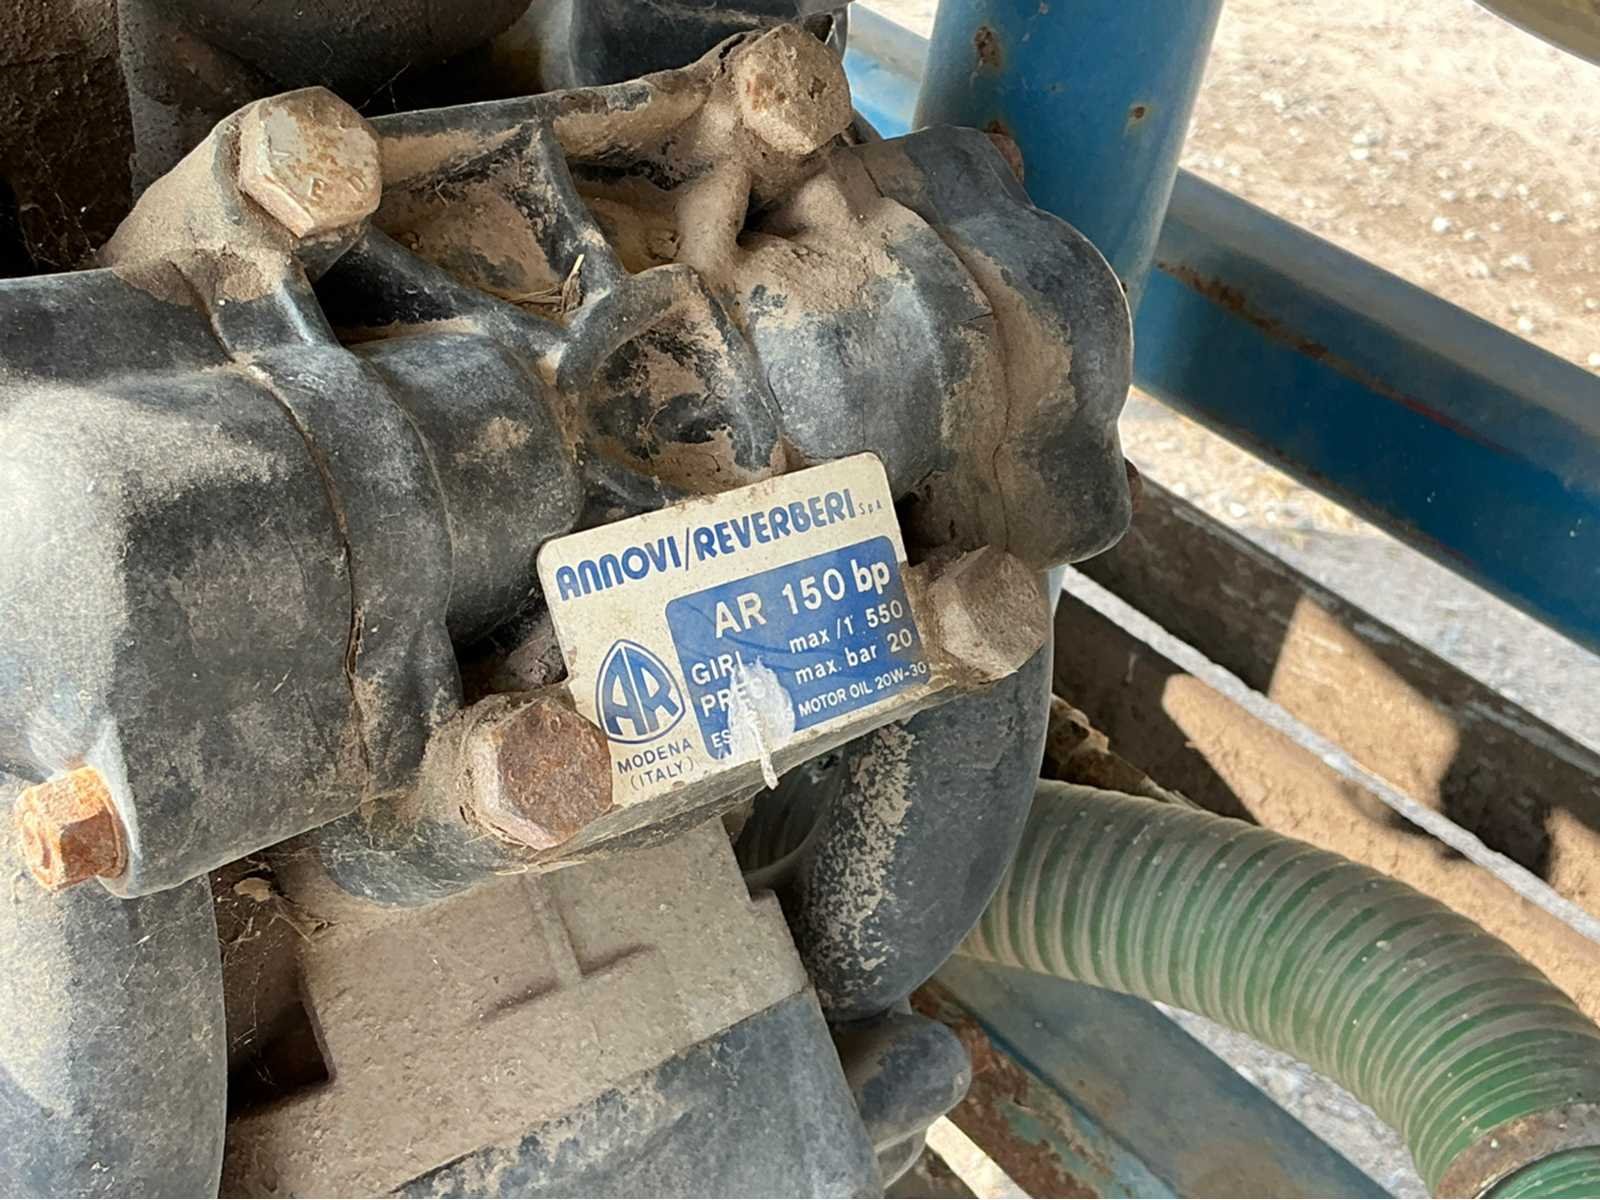 ANNOVI/REVERBERI SpA
AR 150 bp
GIRI max /1' 550
max. bar 20
MOTOR OIL 20W-30
AR
MODENA
(ITALY)